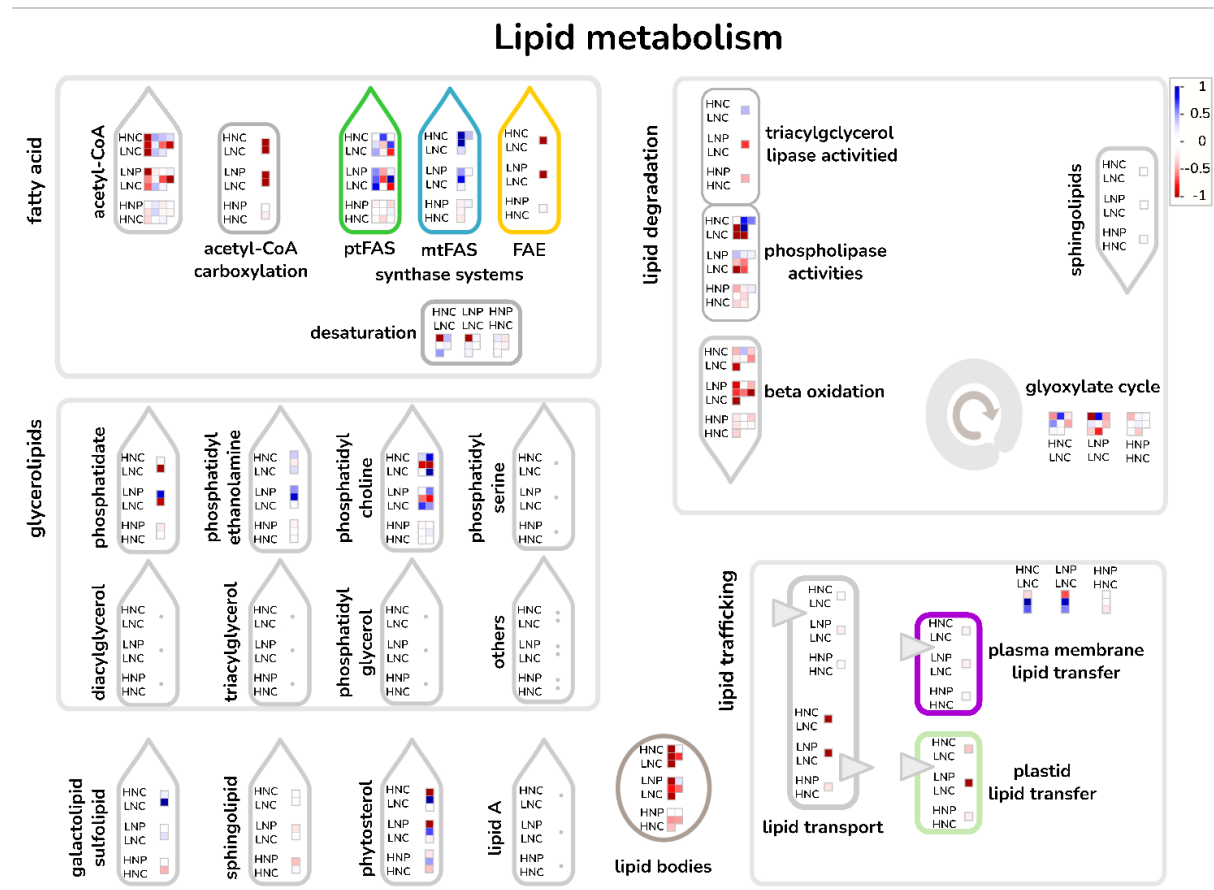 Lipid metabolism
fatty acid
acetyl-CoA
HNC
LNC
LNP
LNC
HNP
HNC
HNC
LNC
LNP
LNC
HNP
HNC
acetyl-CoA
carboxylation
HNC
LNC
LNP
LNC
HNP
HNC
ptFAS
HNC
LNC
LNP
LNC
HNP
HNC
mtFAS
HNC
LNC
LNP
LNC
HNP
HNC
FAE
synthase systems
desaturation
HNC LNP HNP
LNC LNC HNC
lipid degradation
HNC
LNC
LNP
LNC
HNP
HNC
triacylgclycerol
lipase activitied
HNC
LNC
LNP
LNC
HNP
HNC
phospholipase
activities
HNC
LNC
LNP
LNC
HNP
HNC
beta oxidation
glyoxylate cycle
HNC LNP HNP
LNC LNC HNC
sphingolipids
HNC
LNC
LNP
LNC
HNP
HNC
1
0.5
0
-0.5
-1
glycerolipids
phosphatidate
HNC
LNC
LNP
LNC
HNP
HNC
phosphatidyl
ethanolamine
HNC
LNC
LNP
LNC
HNP
HNC
phosphatidyl
choline
HNC
LNC
LNP
LNC
HNP
HNC
phosphatidyl
serine
HNC
LNC
LNP
LNC
HNP
HNC
diacylglycerol
HNC
LNC
LNP
LNC
HNP
HNC
triacylglycerol
HNC
LNC
LNP
LNC
HNP
HNC
phosphatidyl
glycerol
HNC
LNC
LNP
LNC
HNP
HNC
others
HNC
LNC
LNP
LNC
HNP
HNC
galactolipid
sulfolipid
HNC
LNC
LNP
LNC
HNP
HNC
sphingolipid
HNC
LNC
LNP
LNC
HNP
HNC
phytosterol
HNC
LNC
LNP
LNC
HNP
HNC
lipid A
HNC
LNC
LNP
LNC
HNP
HNC
HNC
LNC
LNP
LNC
HNP
HNC
lipid bodies
lipid trafficking
HNC
LNC
LNP
LNC
HNP
HNC
HNC
LNC
LNP
LNC
HNP
HNC
lipid transport
HNC LNP HNP
LNC LNC HNC
HNC
LNC
LNP
LNC
HNP
HNC
plasma membrane
lipid transfer
HNC
LNC
LNP
LNC
HNP
HNC
plastid
lipid transfer